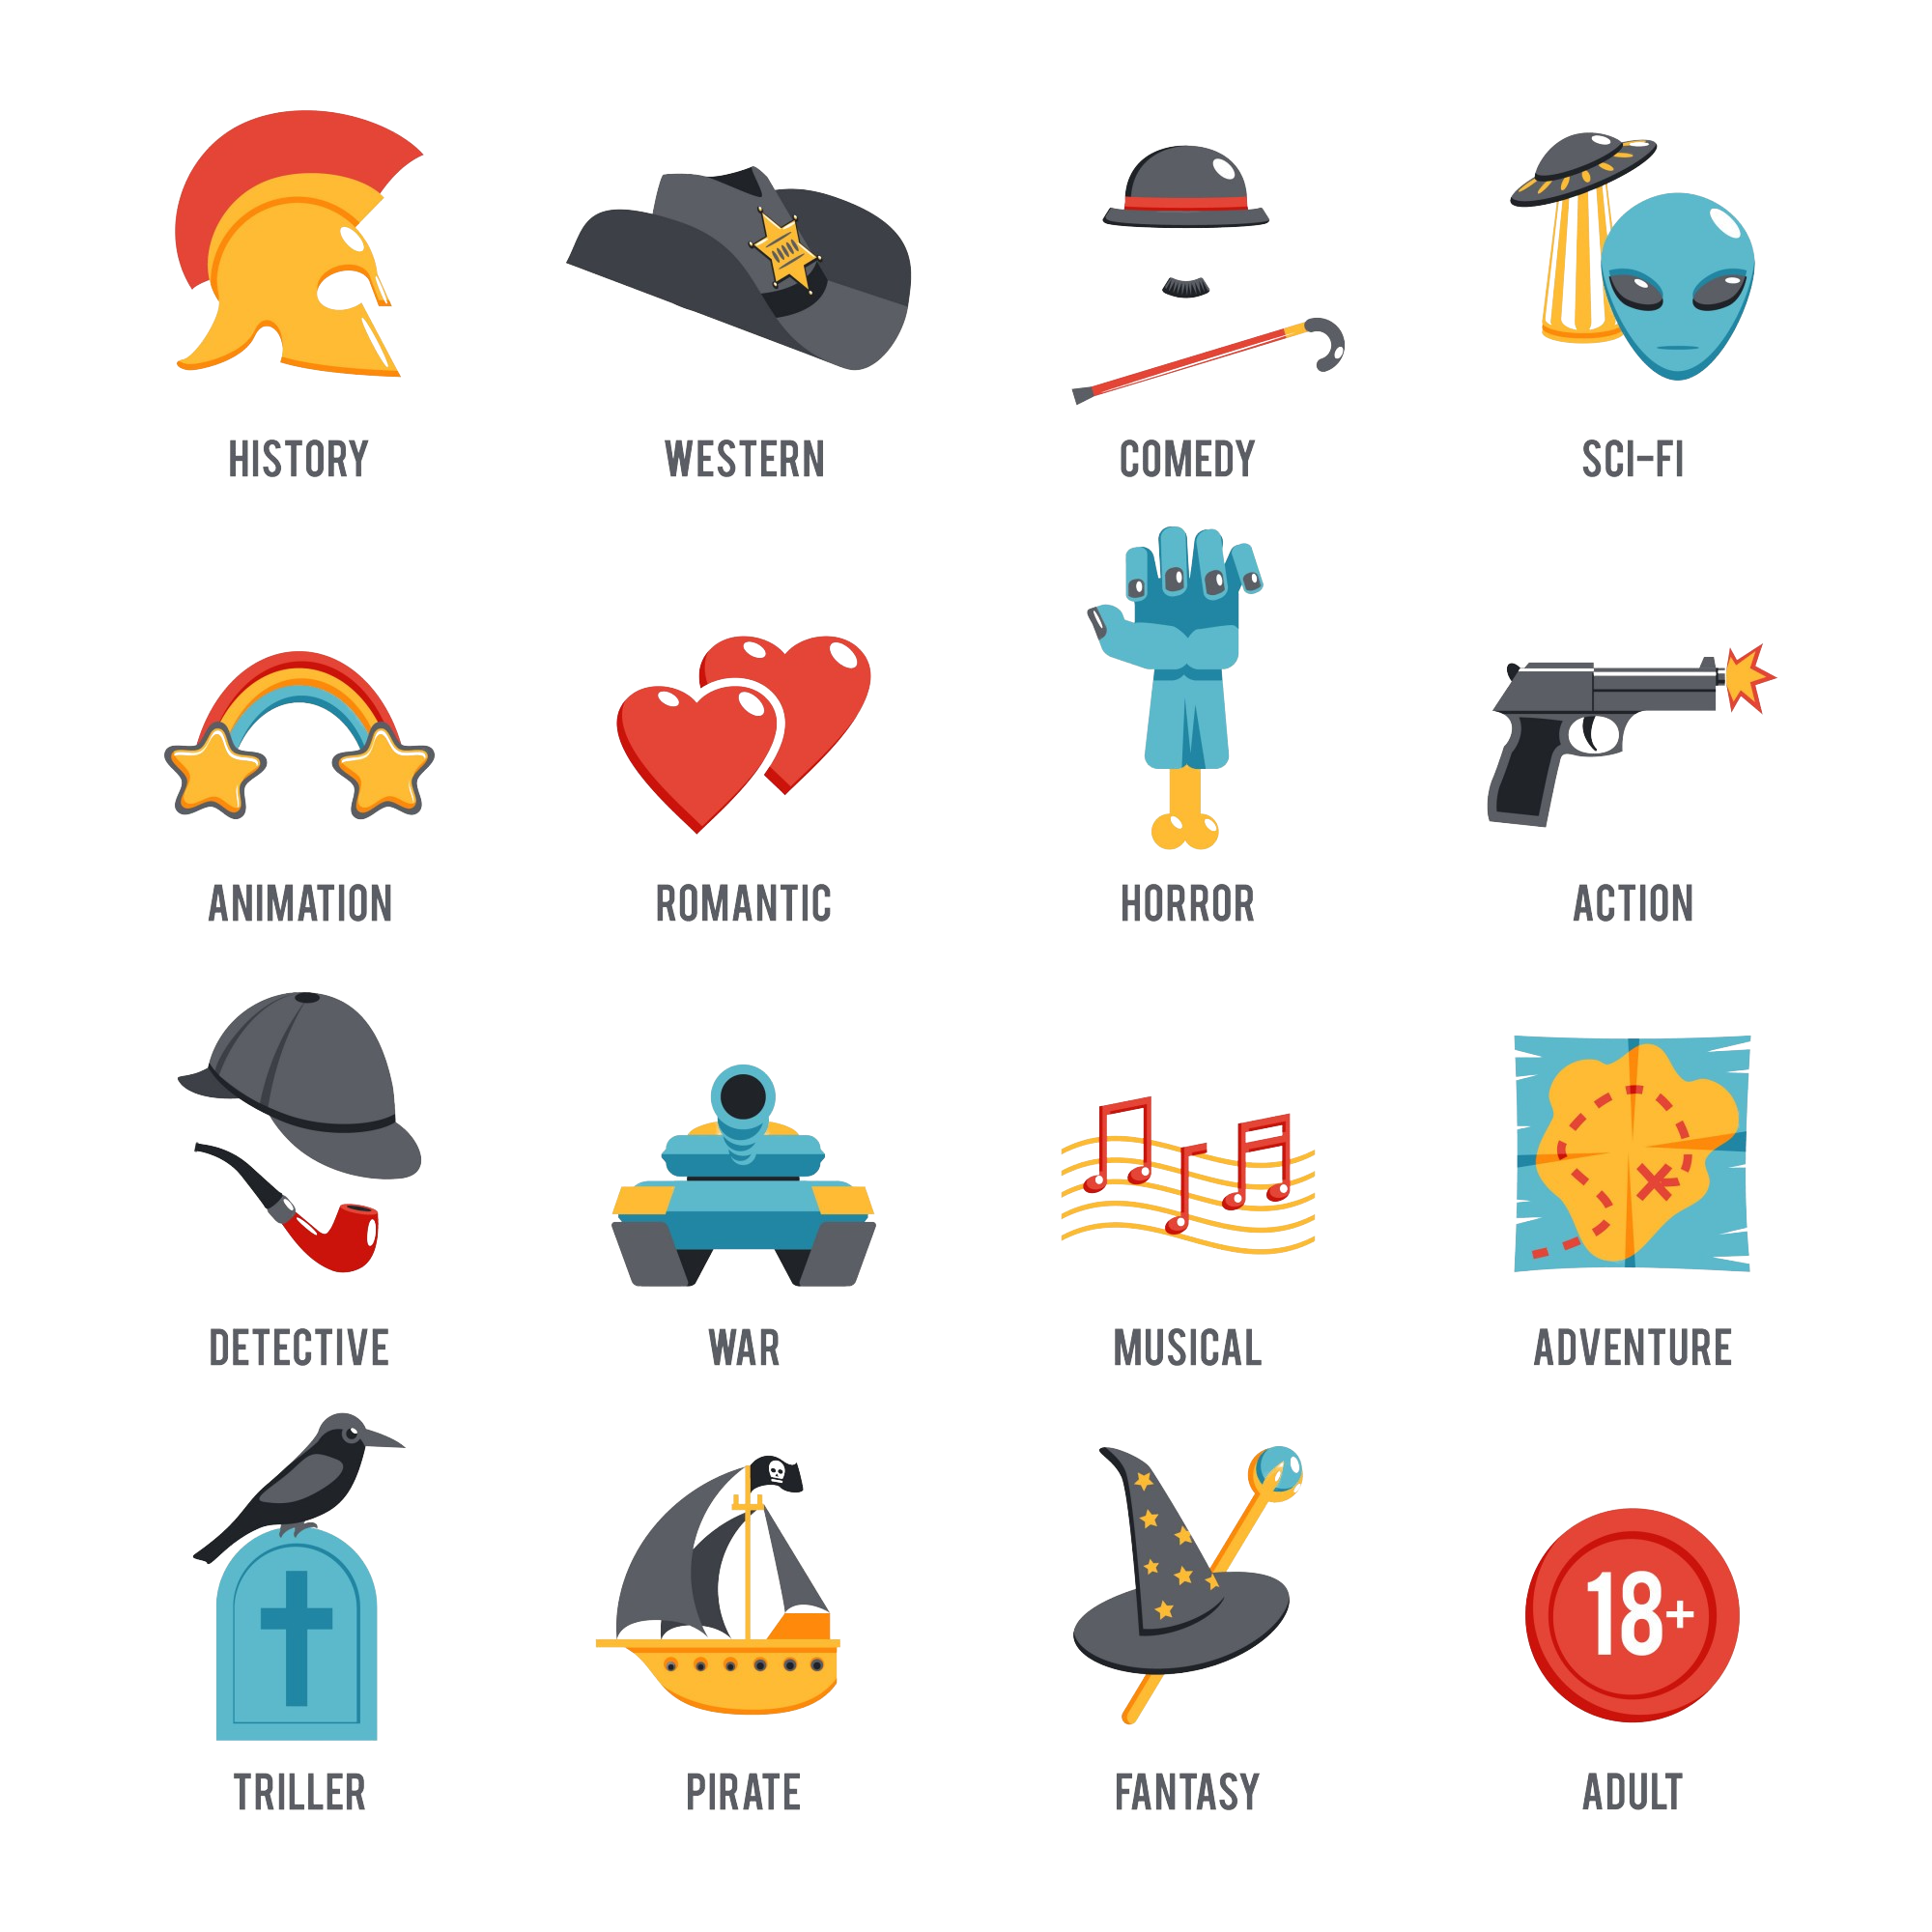 HISTORY
WESTERN
COMEDY
SCI-FI
ANIMATION
ROMANTIC
HORROR
ACTION
DETECTIVE
WAR
MUSICAL
ADVENTURE
TRILLER
PIRATE
FANTASY
18+
ADULT